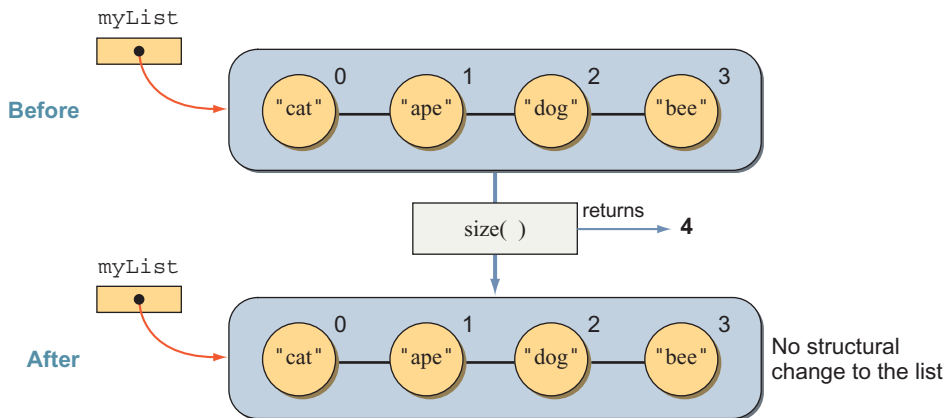 myList
0 1 2 3
"cat" "ape" "dog" "bee"
Before
returns
size( ) 4
myList
0 1 2 3
"cat" "ape" "dog" "bee"
After
No structural
change to the list